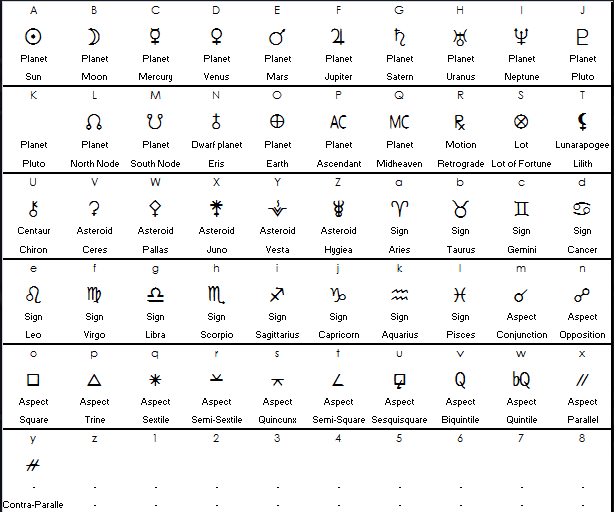 A B C D E F G H I J
☉ ☽ ☿ ♀ ♂ ♃ ♄ ♅ ♆ ♇
Planet Planet Planet Planet Planet Planet Planet Planet Planet Planet
Sun Moon Mercury Venus Mars Jupiter Satern Uranus Neptune Pluto
K L M N O P Q R S T
☊ ☋ ♁ ⊕ AC MC ℞ ⊗ ⚸
Planet Planet Planet Dwarf planet Planet Planet Planet Motion Lot Lunarapogee
Pluto North Node South Node Eris Earth Ascendant Midheaven Retrograde Lot of Fortune Lilith
U V W X Y Z a b c d
⚷ ⚳ ⚴ ⚵ ⚶ ⯚ ♈ ♉ ♊ ♋
Centaur Asteroid Asteroid Asteroid Asteroid Asteroid Sign Sign Sign Sign
Chiron Ceres Pallas Juno Vesta Hygiea Aries Taurus Gemini Cancer
e f g h i j k l m n
♌ ♍ ♎ ♏ ♐ ♑ ♒ ♓ ☌ ☍
Sign Sign Sign Sign Sign Sign Sign Sign Aspect Aspect
Leo Virgo Libra Scorpio Sagittarius Capricorn Aquarius Pisces Conjunction Opposition
o p q r s t u v w x
□ △ ⚹ ⚺ ⚻ ∠ ⚼ Q bQ //
Aspect Aspect Aspect Aspect Aspect Aspect Aspect Aspect Aspect Aspect
Square Trine Sextile Semi-Sextile Quincunx Semi-Square Sesquisquare Biquintile Quintile Parallel
y z 1 2 3 4 5 6 7 8
- - - - - - - - - -
Contra-Paralle - - - - - - - - -